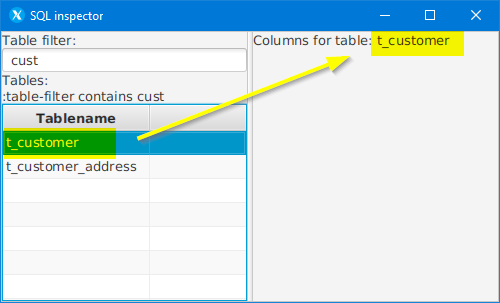 SQL inspector
Table filter:
cust
Tables:
:table-filter contains cust
Tablename
t_customer
t_customer_address
Columns for table: t_customer